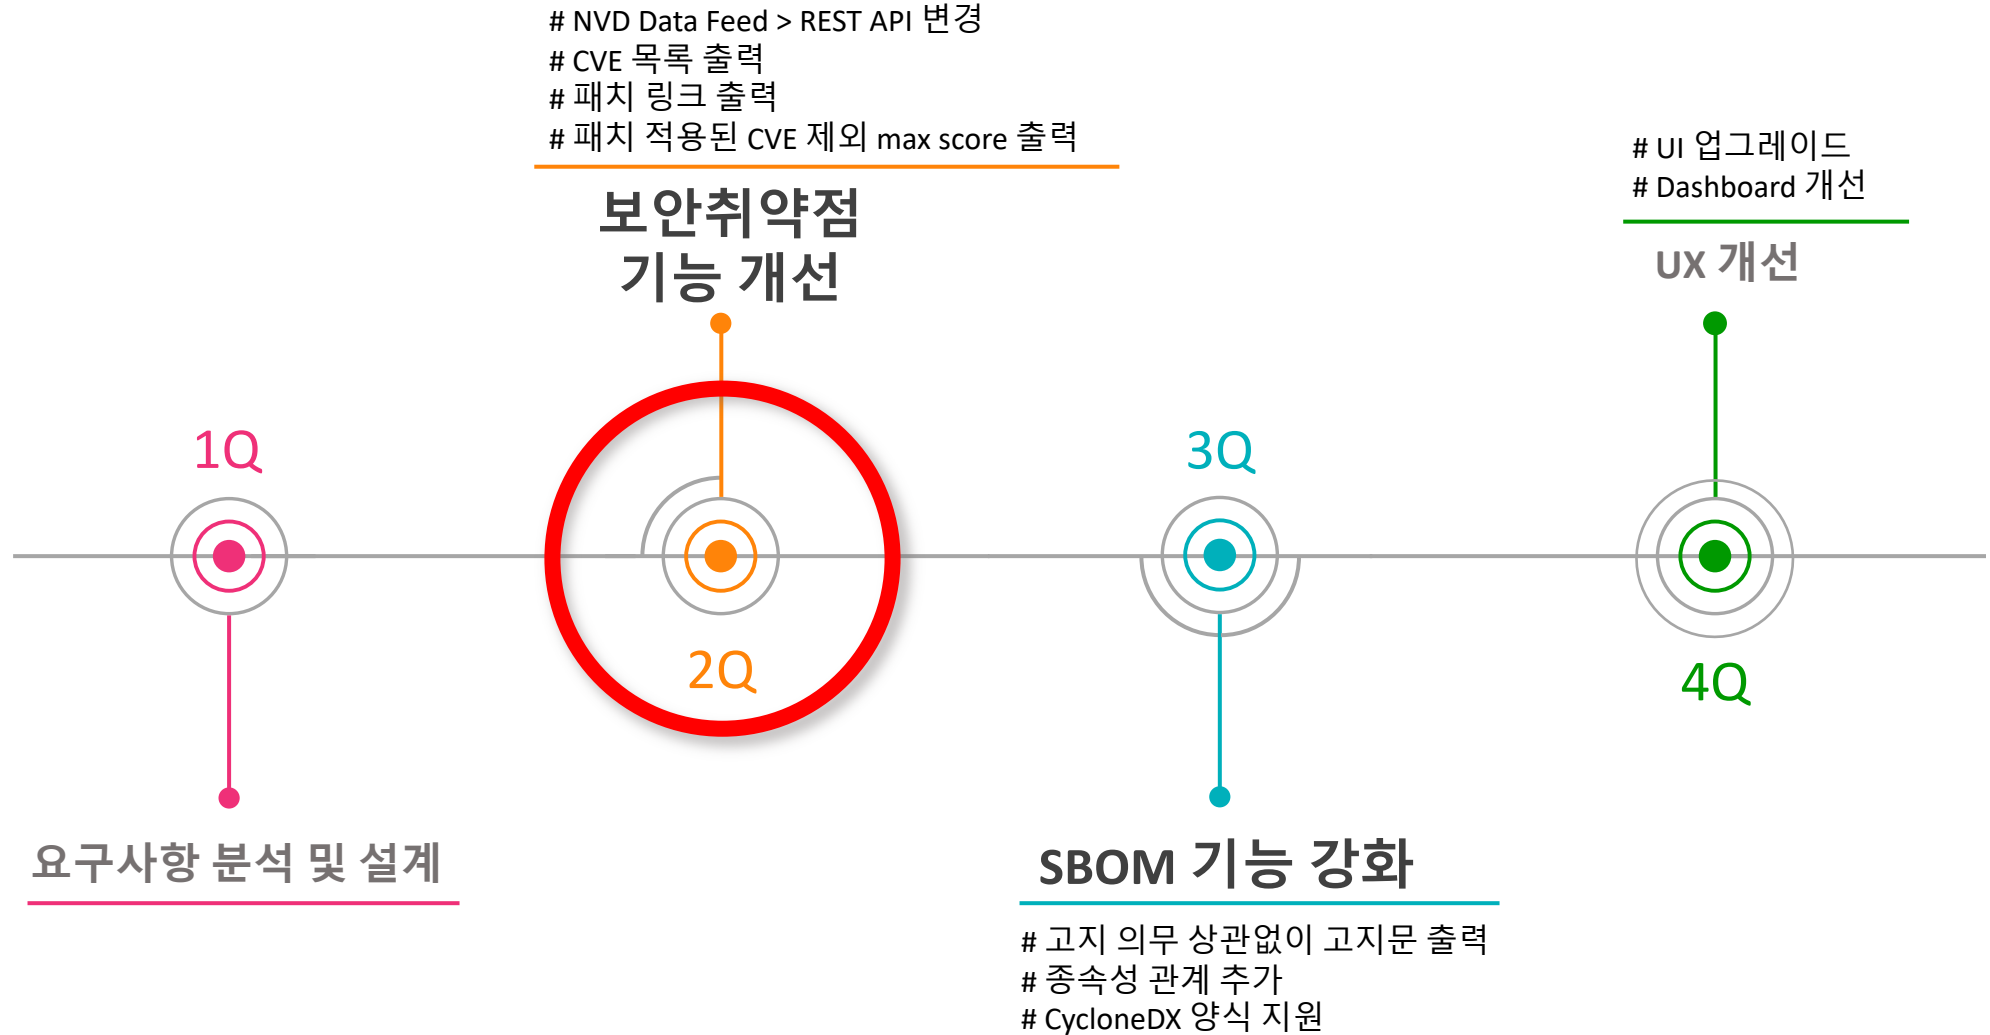 # NVD Data Feed > REST API 변경
# CVE 목록 출력
# 패치 링크 출력
# 패치 적용된 CVE 제외 max score 출력
보안취약점
기능 개선
# UI 업그레이드
# Dashboard 개선
UX 개선
1Q
2Q
3Q
4Q
요구사항 분석 및 설계
SBOM 기능 강화
# 고지 의무 상관없이 고지문 출력
# 종속성 관계 추가
# CycloneDX 양식 지원